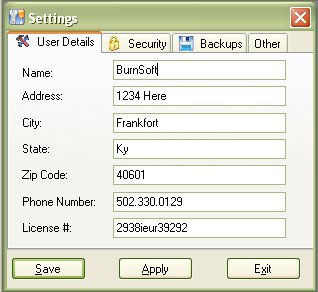 Settings
User Details Security Backups Other
Name: BurnSoft
Address: 1234 Here
City: Frankfort
State: Ky
Zip Code: 40601
Phone Number: 502.330.0129
License #: 2938ieur39292
Save Apply Exit